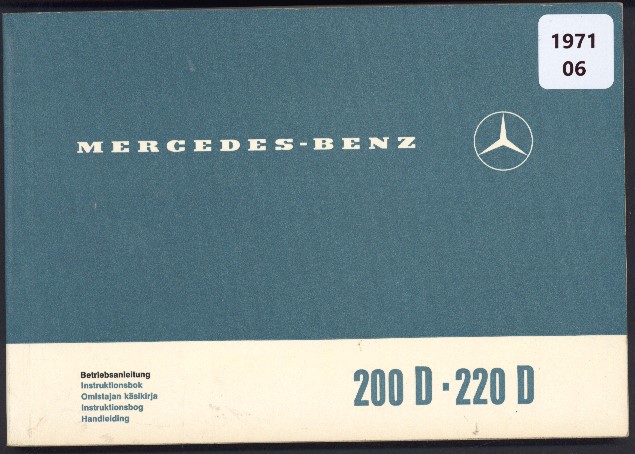 1971
06
MERCEDES-BENZ
Betriebsanleitung
Instruktionsbok
Omistajan käsikirja
Instruktionsbog
Handleiding
200 D · 220 D